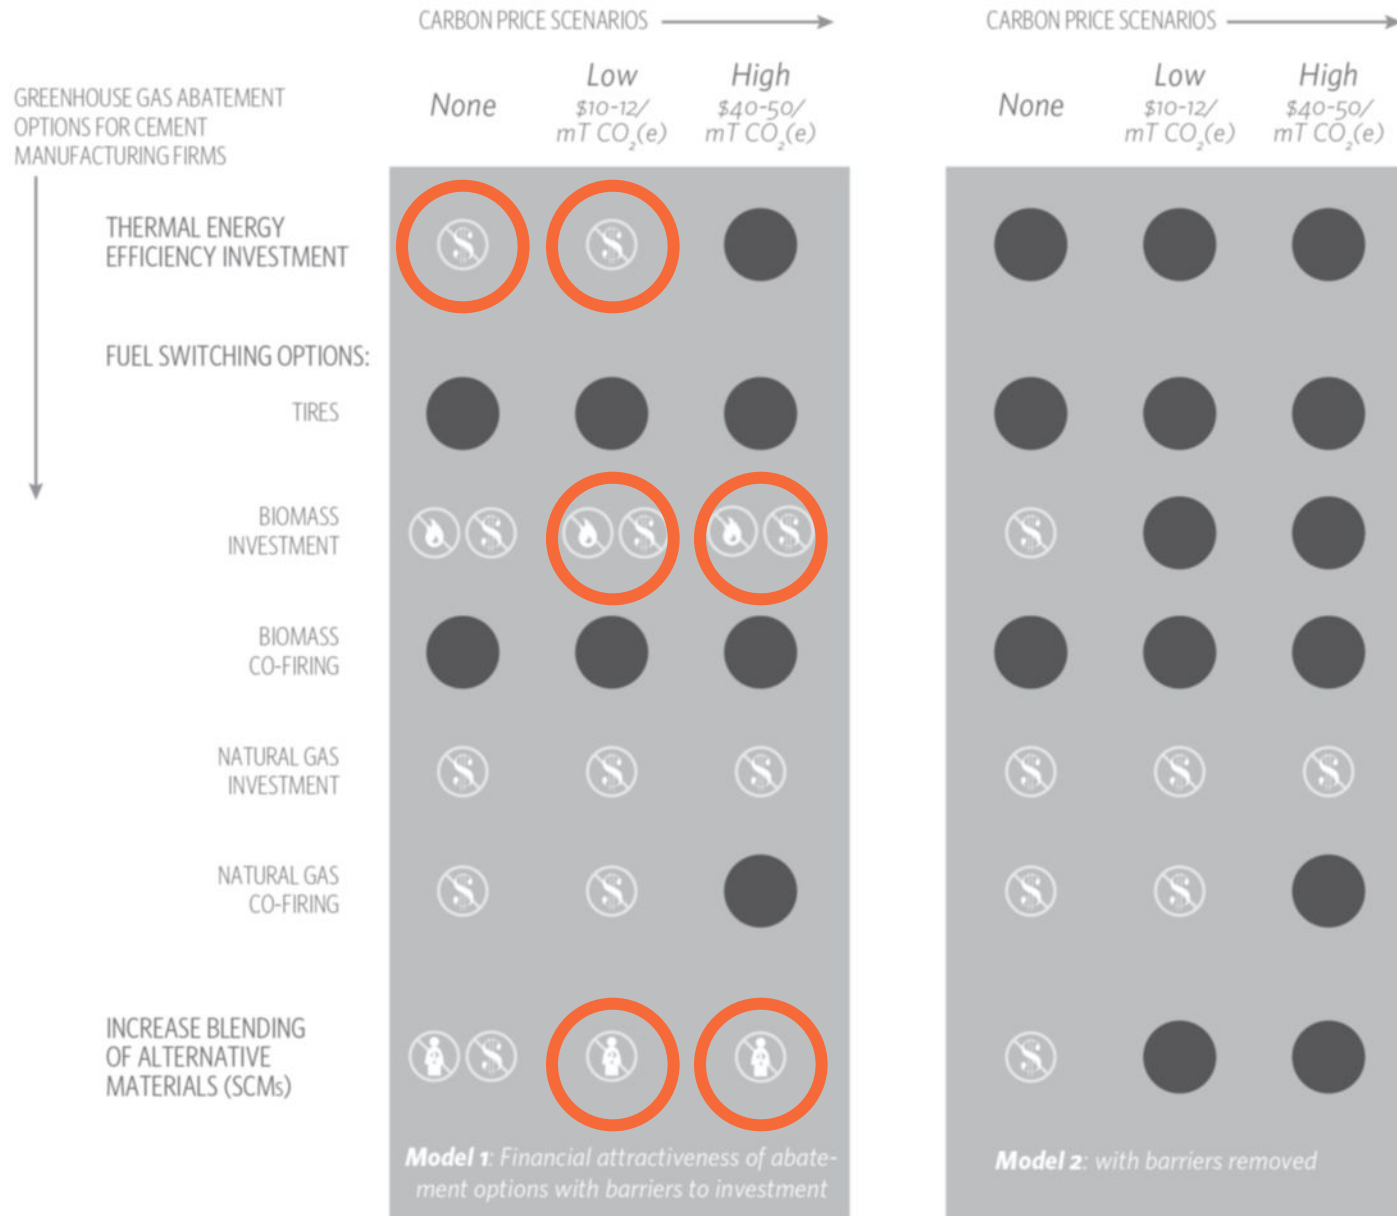 CARBON PRICE SCENARIOS
CARBON PRICE SCENARIOS
GREENHOUSE GAS ABATEMENT
OPTIONS FOR CEMENT
MANUFACTURING FIRMS
None
Low
$10-12/
mT CO₂(e)
High
$40-50/
mT CO₂(e)
None
Low
$10-12/
mT CO₂(e)
High
$40-50/
mT CO₂(e)
THERMAL ENERGY
EFFICIENCY INVESTMENT
FUEL SWITCHING OPTIONS:
TIRES
BIOMASS
INVESTMENT
BIOMASS
CO-FIRING
NATURAL GAS
INVESTMENT
NATURAL GAS
CO-FIRING
INCREASE BLENDING
OF ALTERNATIVE
MATERIALS (SCMs)
Model 1: Financial attractiveness of abate-
ment options with barriers to investment
Model 2: with barriers removed